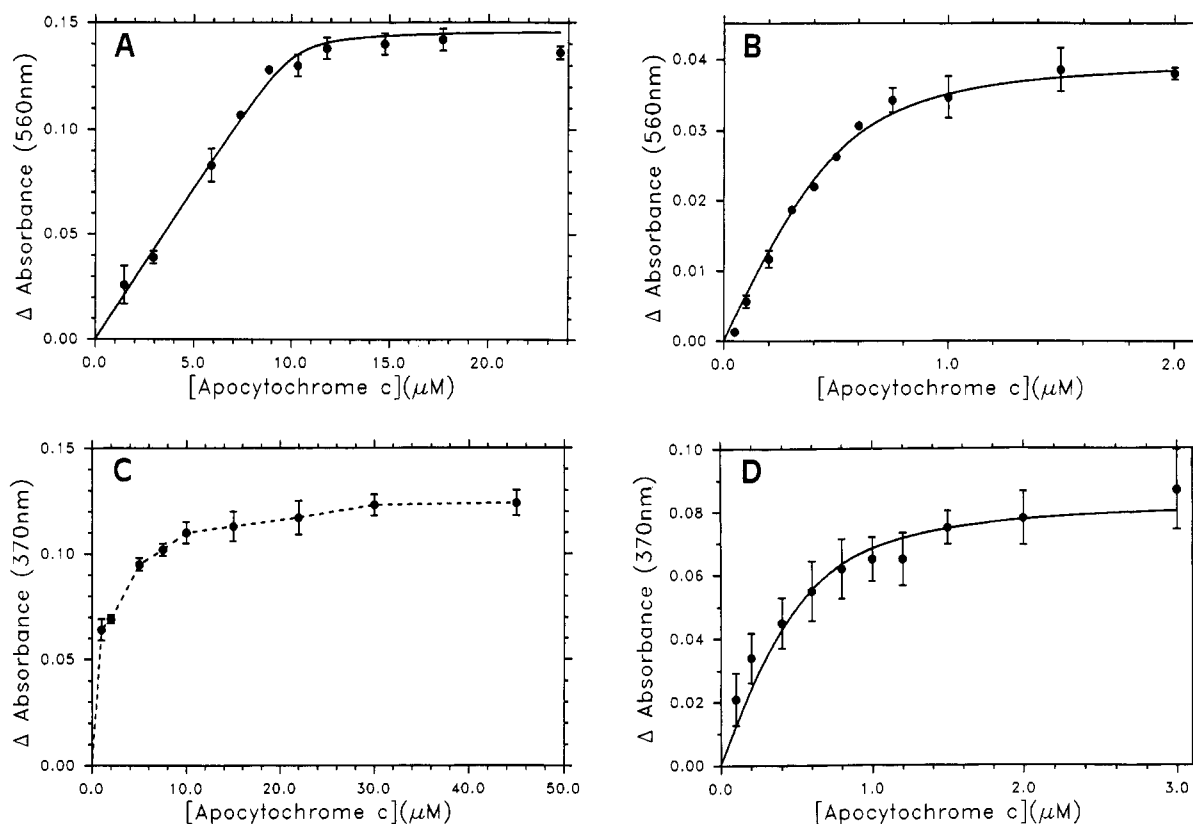 A
Δ Absorbance (560nm)
0.15
0.10
0.05
0.00
0.0 5.0 10.0 15.0 20.0
[Apocytochrome c](μM)
B
Δ Absorbance (560nm)
0.04
0.03
0.02
0.01
0.00
0.0 1.0 2.0
[Apocytochrome c](μM)
C
Δ Absorbance (370nm)
0.15
0.10
0.05
0.00
0.0 10.0 20.0 30.0 40.0 50.0
[Apocytochrome c](μM)
D
Δ Absorbance (370nm)
0.10
0.08
0.06
0.04
0.02
0.00
0.0 1.0 2.0 3.0
[Apocytochrome c](μM)